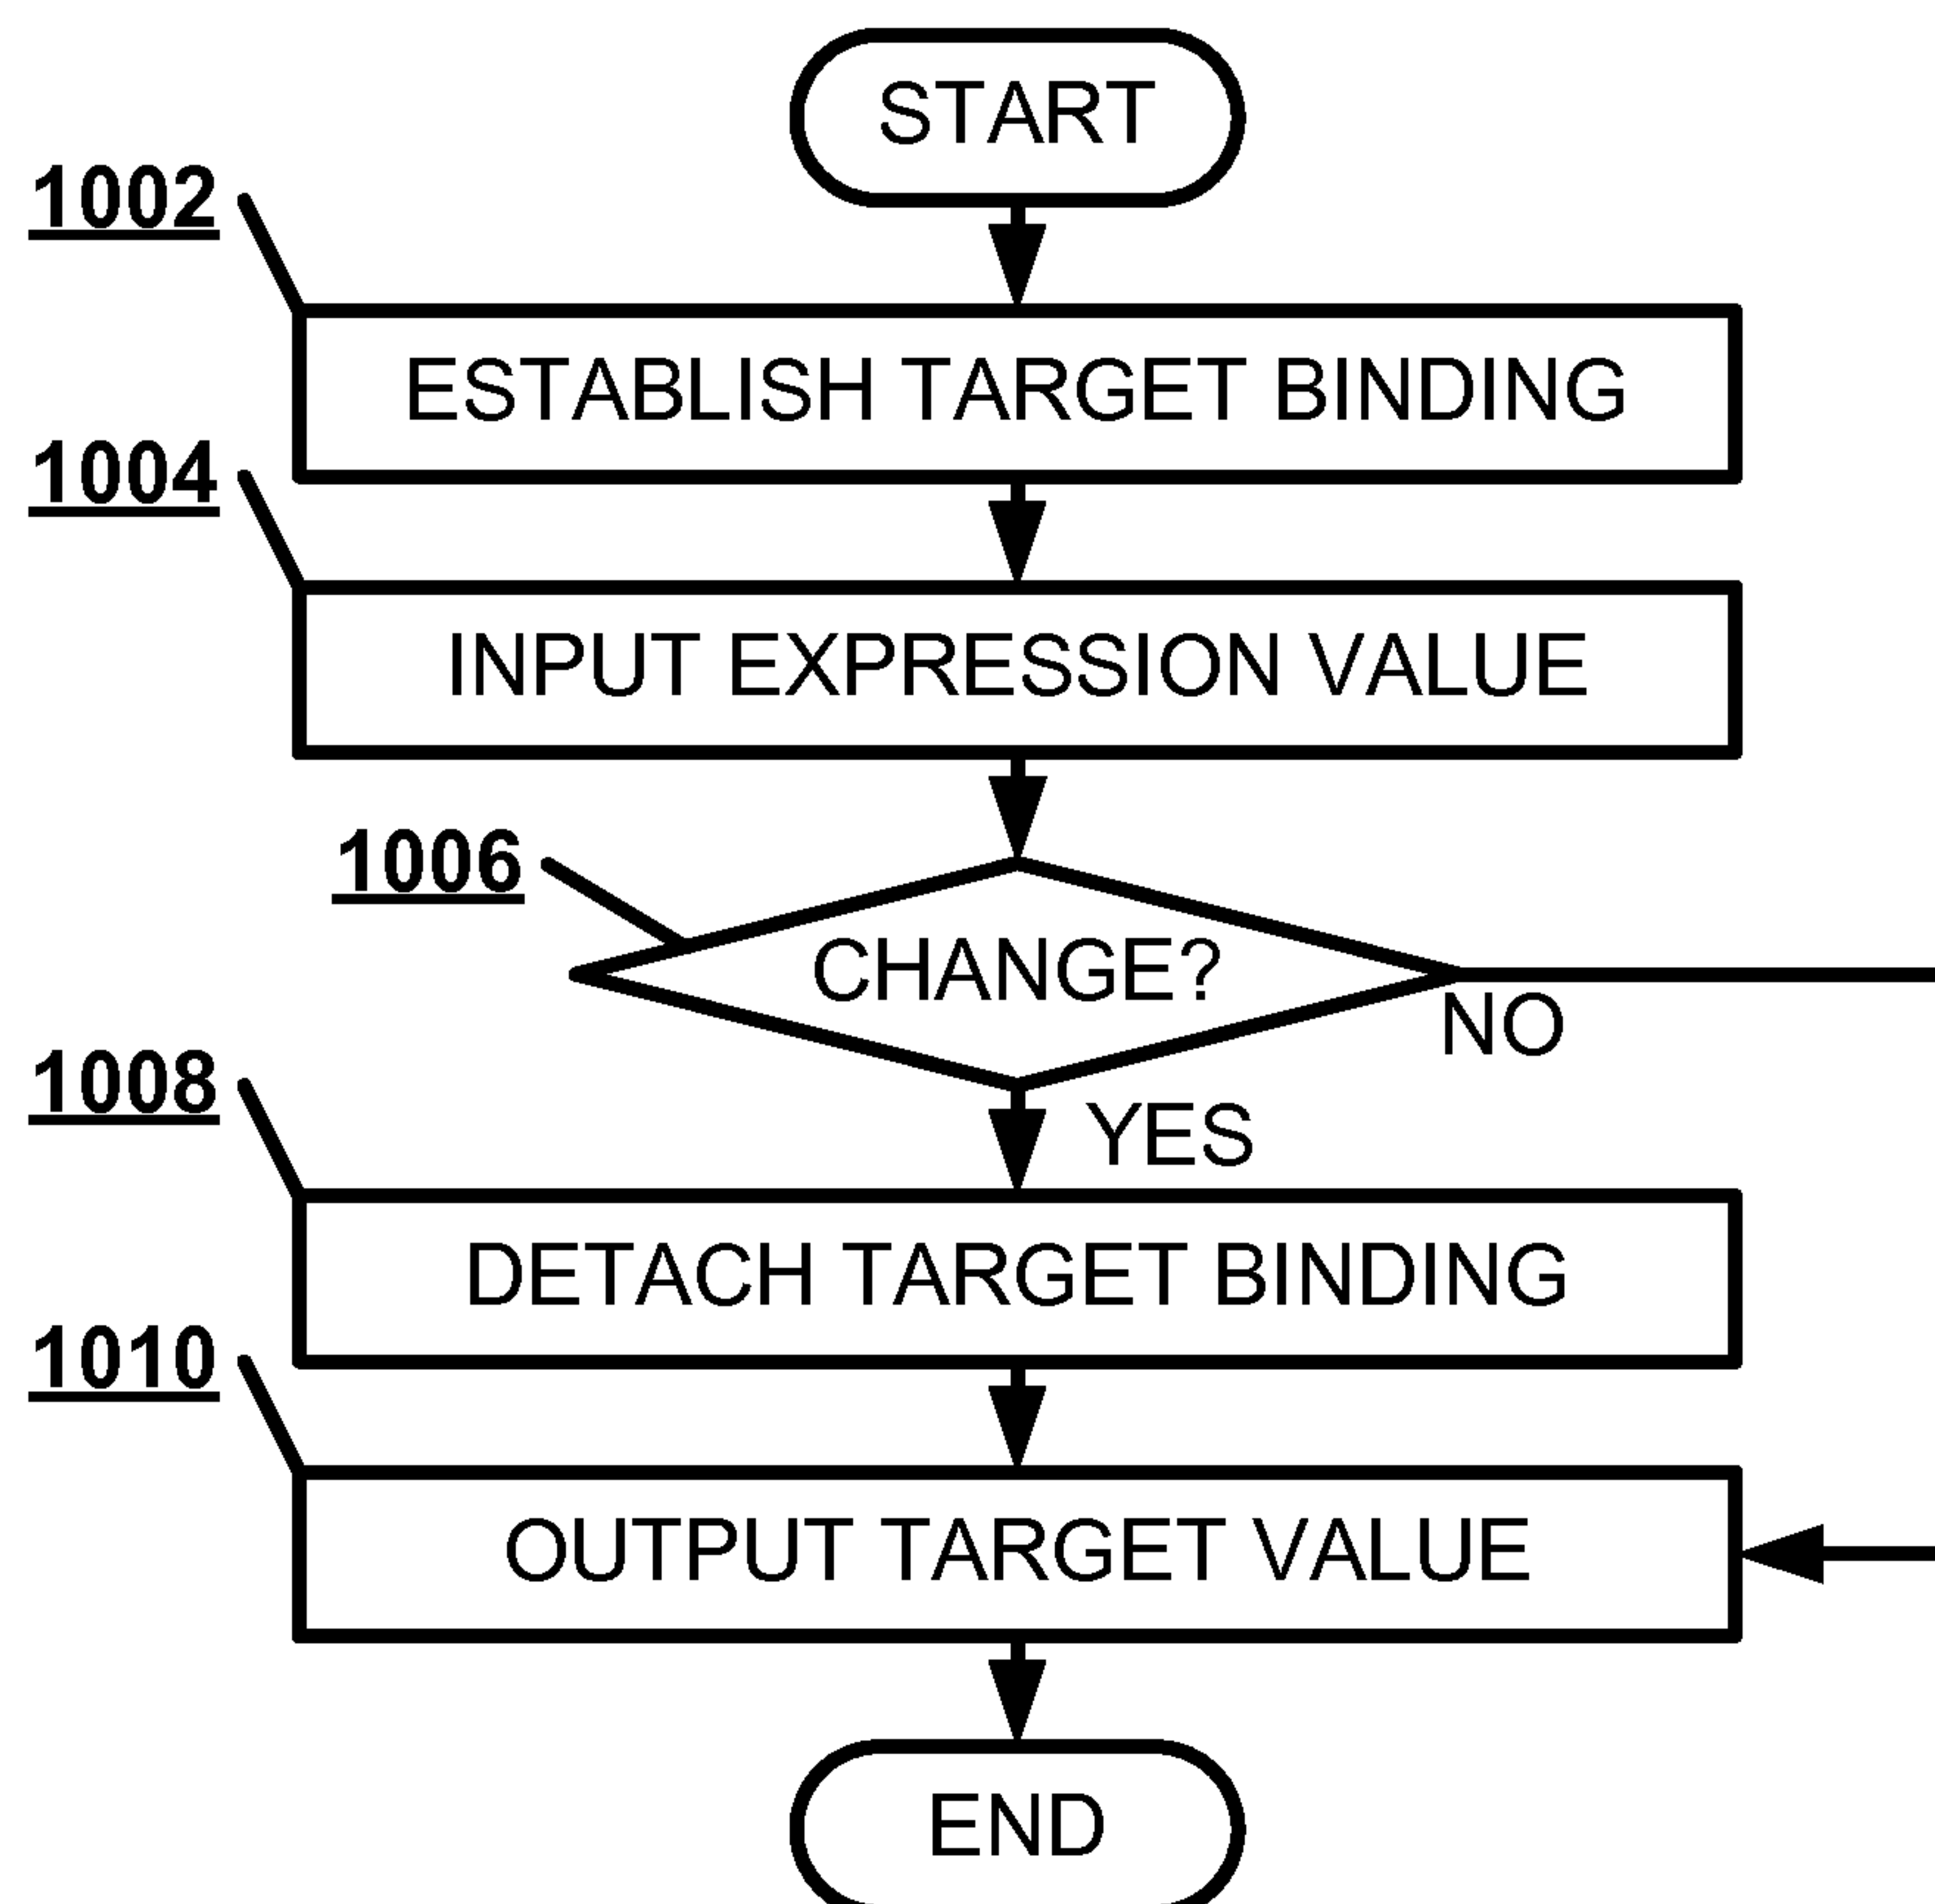 START
1002
ESTABLISH TARGET BINDING
1004
INPUT EXPRESSION VALUE
1006
CHANGE?
NO
YES
1008
DETACH TARGET BINDING
1010
OUTPUT TARGET VALUE
END